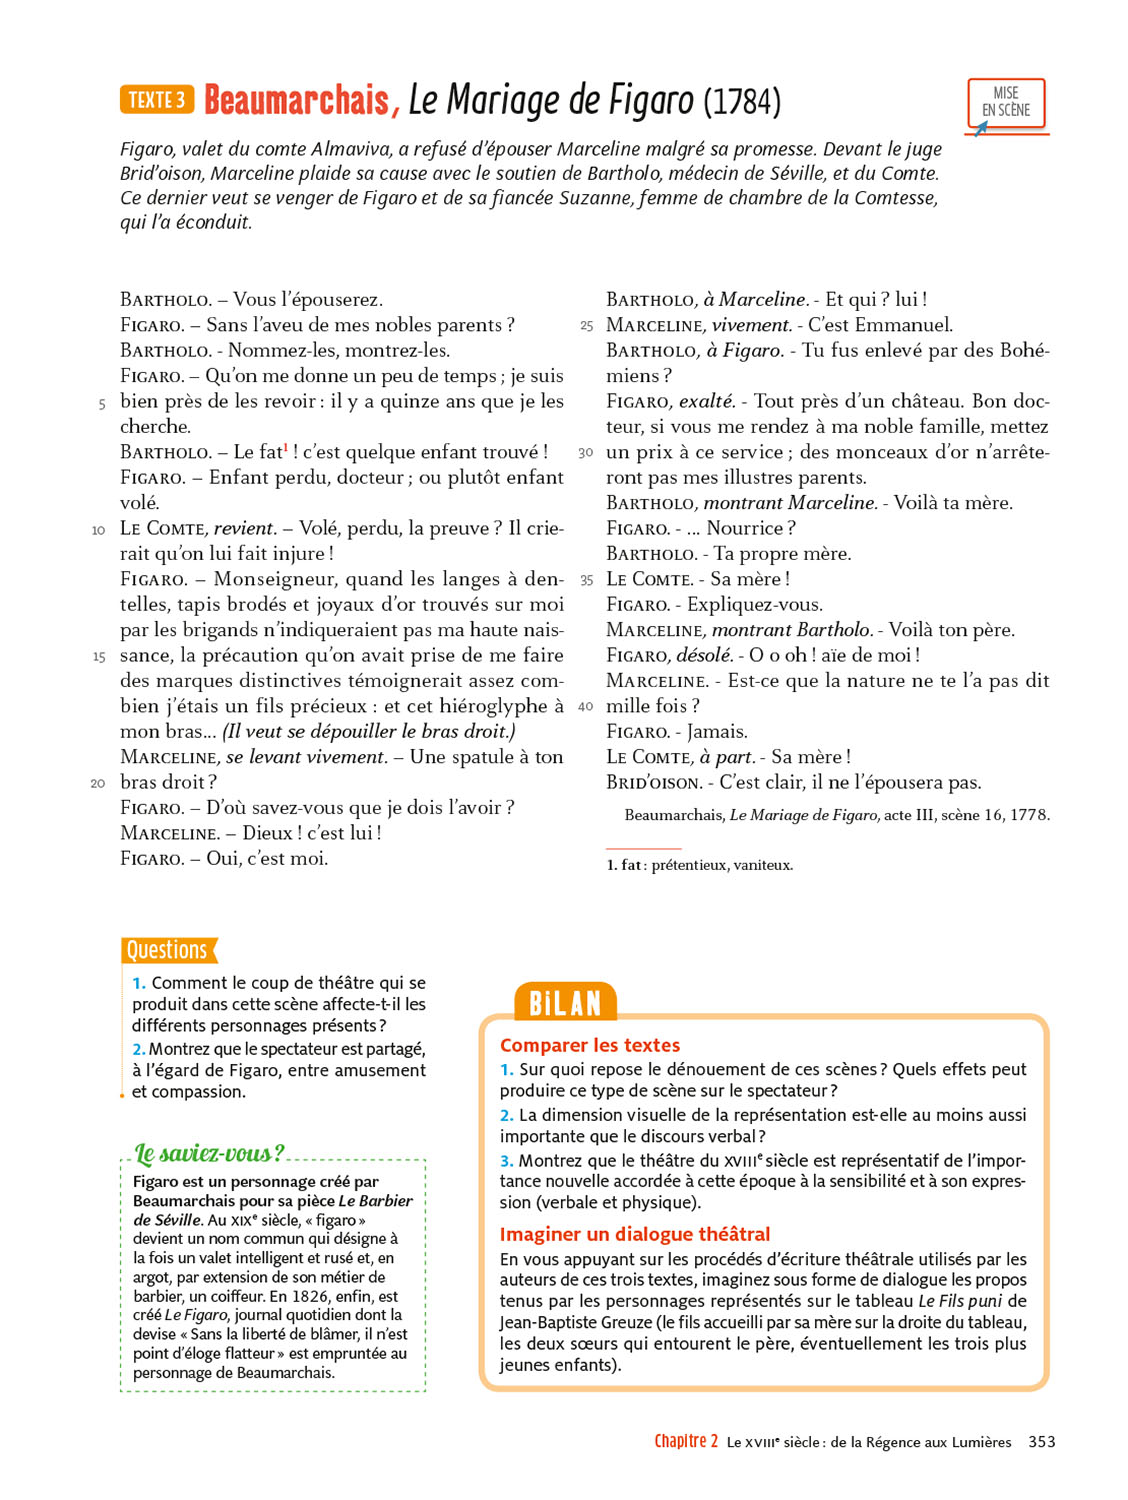 TEXTE 3 Beaumarchais, Le Mariage de Figaro (1784)
MISE
EN SCÈNE
Figaro, valet du comte Almaviva, a refusé d'épouser Marceline malgré sa promesse. Devant le juge
Brid'oison, Marceline plaide sa cause avec le soutien de Bartholo, médecin de Séville, et du Comte.
Ce dernier veut se venger de Figaro et de sa fiancée Suzanne, femme de chambre de la Comtesse,
qui l'a éconduit.
BARTHOLO. – Vous l'épouserez.
FIGARO. – Sans l'aveu de mes nobles parents ?
BARTHOLO. - Nommez-les, montrez-les.
FIGARO. – Qu'on me donne un peu de temps ; je suis
5 bien près de les revoir : il y a quinze ans que je les
cherche.
BARTHOLO. – Le fat1 ! c'est quelque enfant trouvé !
FIGARO. – Enfant perdu, docteur ; ou plutôt enfant
volé.
10 LE COMTE, revient. – Volé, perdu, la preuve ? Il crie-
rait qu'on lui fait injure !
FIGARO. – Monseigneur, quand les langes à den-
telles, tapis brodés et joyaux d'or trouvés sur moi
par les brigands n'indiqueraient pas ma haute nais-
15 sance, la précaution qu'on avait prise de me faire
des marques distinctives témoignerait assez com-
bien j'étais un fils précieux : et cet hiéroglyphe à
mon bras... (Il veut se dépouiller le bras droit.)
MARCELINE, se levant vivement. – Une spatule à ton
20 bras droit ?
FIGARO. – D'où savez-vous que je dois l'avoir ?
MARCELINE. – Dieux ! c'est lui !
FIGARO. – Oui, c'est moi.
BARTHOLO, à Marceline. - Et qui ? lui !
25 MARCELINE, vivement. - C'est Emmanuel.
BARTHOLO, à Figaro. - Tu fus enlevé par des Bohé-
miens ?
FIGARO, exalté. - Tout près d'un château. Bon doc-
teur, si vous me rendez à ma noble famille, mettez
30 un prix à ce service ; des monceaux d'or n'arrête-
ront pas mes illustres parents.
BARTHOLO, montrant Marceline. - Voilà ta mère.
FIGARO. - ... Nourrice ?
BARTHOLO. - Ta propre mère.
35 LE COMTE. - Sa mère !
FIGARO. - Expliquez-vous.
MARCELINE, montrant Bartholo. - Voilà ton père.
FIGARO, désolé. - O o oh ! aïe de moi !
MARCELINE. - Est-ce que la nature ne te l'a pas dit
40 mille fois ?
FIGARO. - Jamais.
LE COMTE, à part. - Sa mère !
BRID'OISON. - C'est clair, il ne l'épousera pas.
Beaumarchais, Le Mariage de Figaro, acte III, scène 16, 1778.
1. fat : prétentieux, vaniteux.
Questions
1. Comment le coup de théâtre qui se
produit dans cette scène affecte-t-il les
différents personnages présents ?
2. Montrez que le spectateur est partagé,
à l'égard de Figaro, entre amusement
et compassion.
Le saviez-vous ?
Figaro est un personnage créé par
Beaumarchais pour sa pièce Le Barbier
de Séville. Au XIXe siècle, « figaro »
devient un nom commun qui désigne à
la fois un valet intelligent et rusé et, en
argot, par extension de son métier de
barbier, un coiffeur. En 1826, enfin, est
créé Le Figaro, journal quotidien dont la
devise « Sans la liberté de blâmer, il n'est
point d'éloge flatteur » est empruntée au
personnage de Beaumarchais.
BiLAN
Comparer les textes
1. Sur quoi repose le dénouement de ces scènes ? Quels effets peut
produire ce type de scène sur le spectateur ?
2. La dimension visuelle de la représentation est-elle au moins aussi
importante que le discours verbal ?
3. Montrez que le théâtre du XVIIIe siècle est représentatif de l'impor-
tance nouvelle accordée à cette époque à la sensibilité et à son expres-
sion (verbale et physique).
Imaginer un dialogue théâtral
En vous appuyant sur les procédés d'écriture théâtrale utilisés par les
auteurs de ces trois textes, imaginez sous forme de dialogue les propos
tenus par les personnages représentés sur le tableau Le Fils puni de
Jean-Baptiste Greuze (le fils accueilli par sa mère sur la droite du tableau,
les deux sœurs qui entourent le père, éventuellement les trois plus
jeunes enfants).
Chapitre 2 Le XVIIIe siècle : de la Régence aux Lumières 353